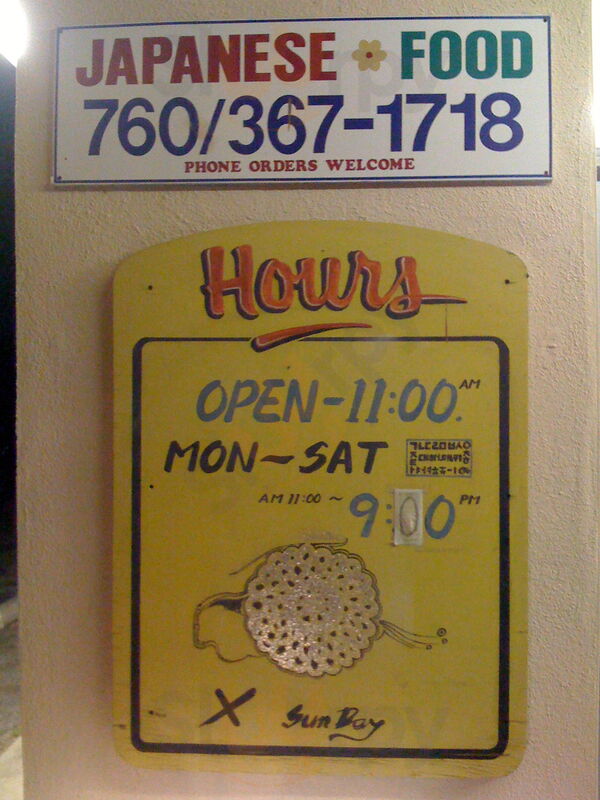 JAPANESE FOOD
760/367-1718
PHONE ORDERS WELCOME
Hours
OPEN-11:00. AM
MON~SAT
AM 11:00 ~ 9:00 PM
X SunDay